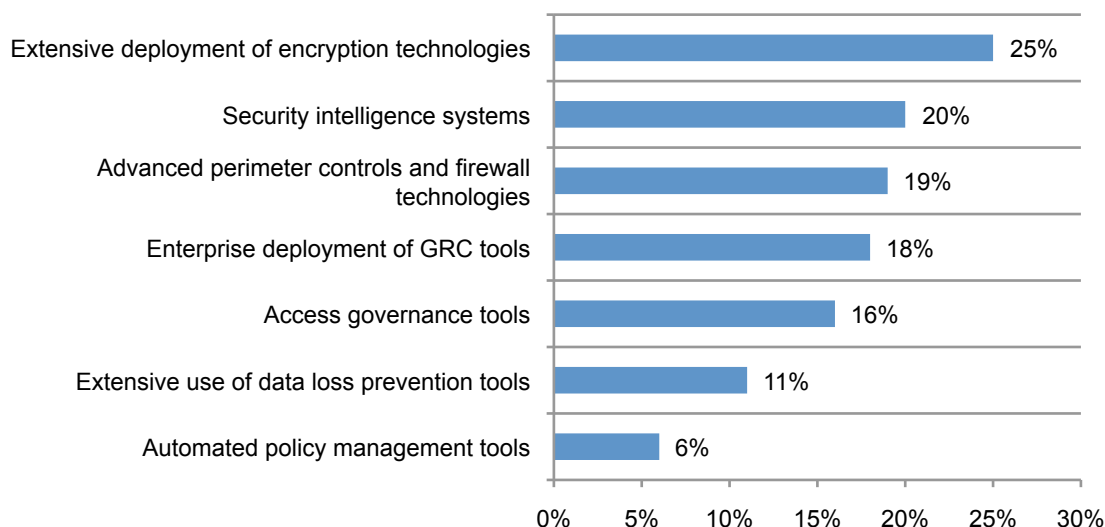 Extensive deployment of encryption technologies 25%
Security intelligence systems 20%
Advanced perimeter controls and firewall
technologies 19%
Enterprise deployment of GRC tools 18%
Access governance tools 16%
Extensive use of data loss prevention tools 11%
Automated policy management tools 6%
0% 5% 10% 15% 20% 25% 30%